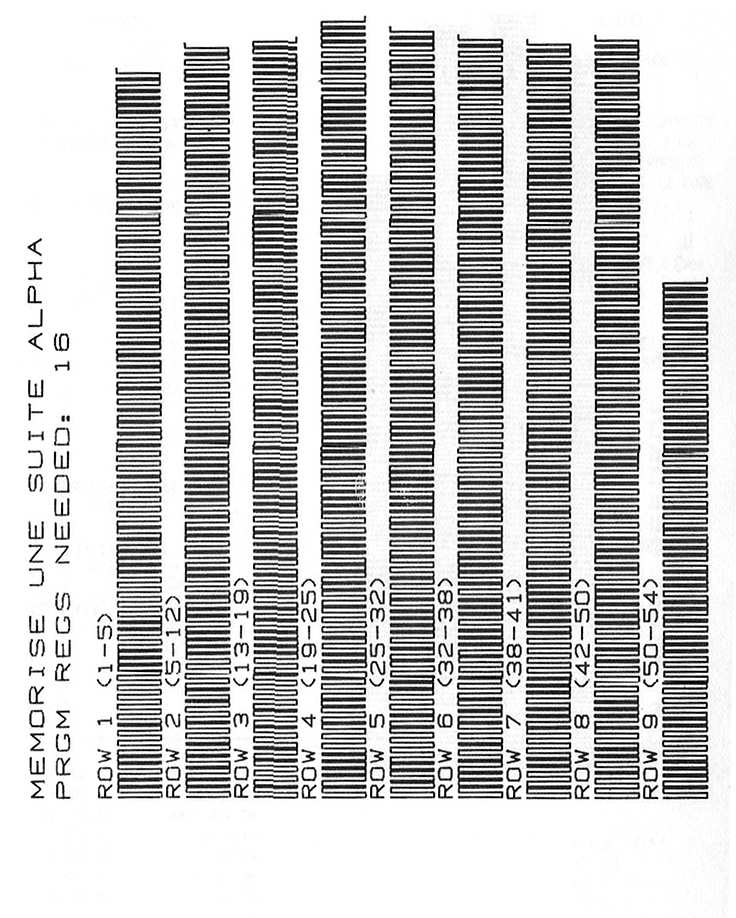 MEMORISE UNE SUITE ALPHA
PRGM REGS NEEDED: 16
ROW 1 (1-5)
ROW 2 (5-12)
ROW 3 (13-19)
ROW 4 (19-25)
ROW 5 (25-32)
ROW 6 (32-38)
ROW 7 (38-41)
ROW 8 (42-50)
ROW 9 (50-54)